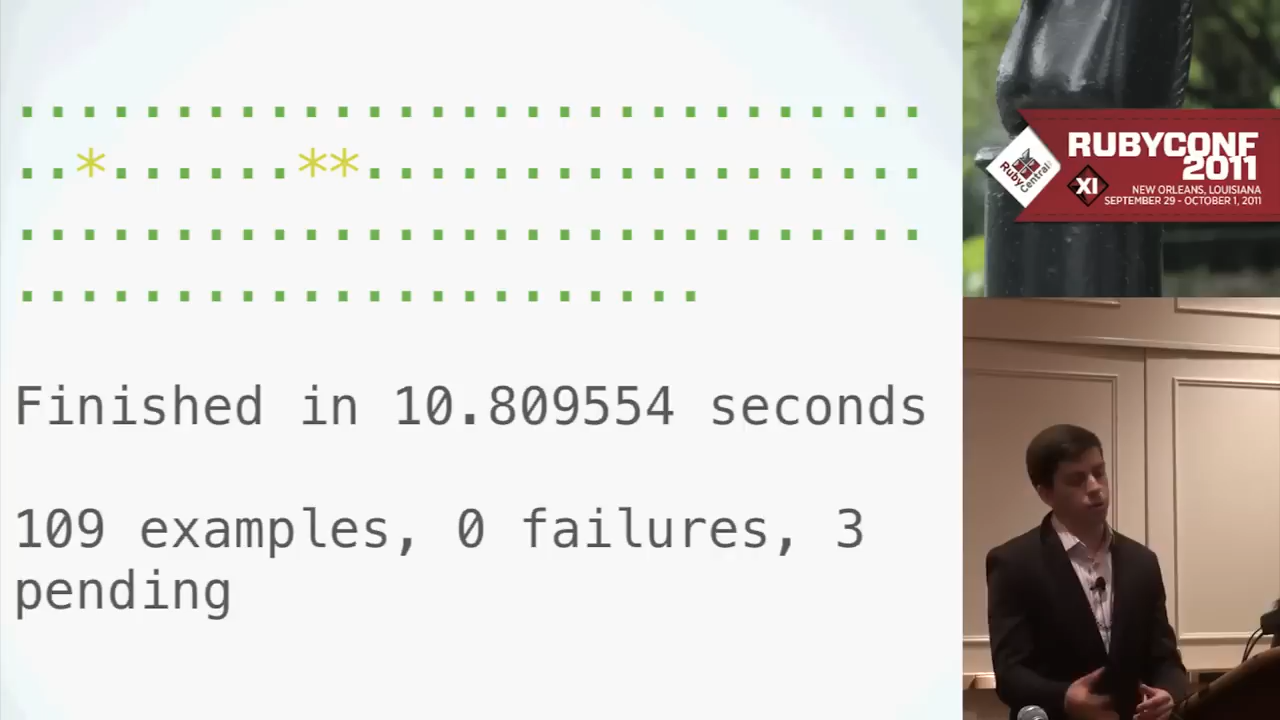 .............................
..*......**..................
.............................
......................
Finished in 10.809554 seconds
109 examples, 0 failures, 3
pending
RUBYCONF
2011
RubyCentral
XI
NEW ORLEANS, LOUISIANA
SEPTEMBER 29 - OCTOBER 1, 2011